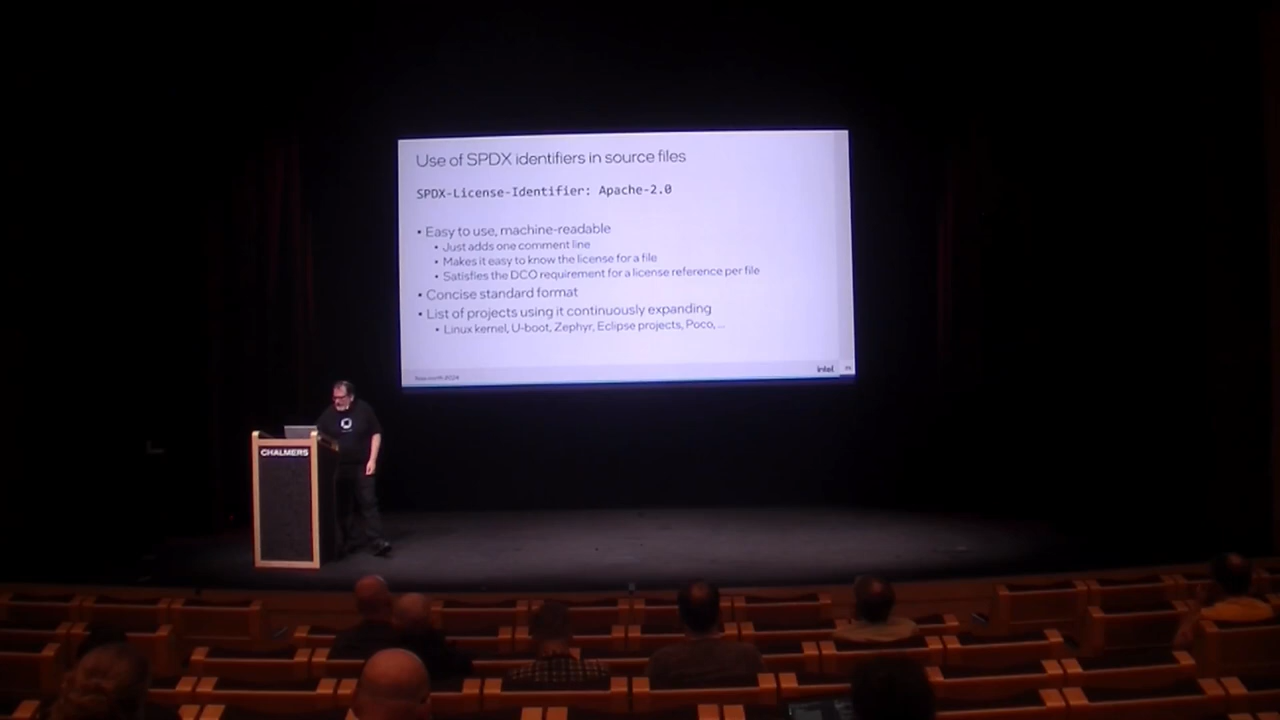 Use of SPDX identifiers in source files
SPDX-License-Identifier: Apache-2.0
• Easy to use, machine-readable
• Just adds one comment line
• Makes it easy to know the license for a file
• Satisfies the DCO requirement for a license reference per file
• Concise standard format
• List of projects using it continuously expanding
• Linux kernel, U-boot, Zephyr, Eclipse projects, Poco, ...
intel
CHALMERS